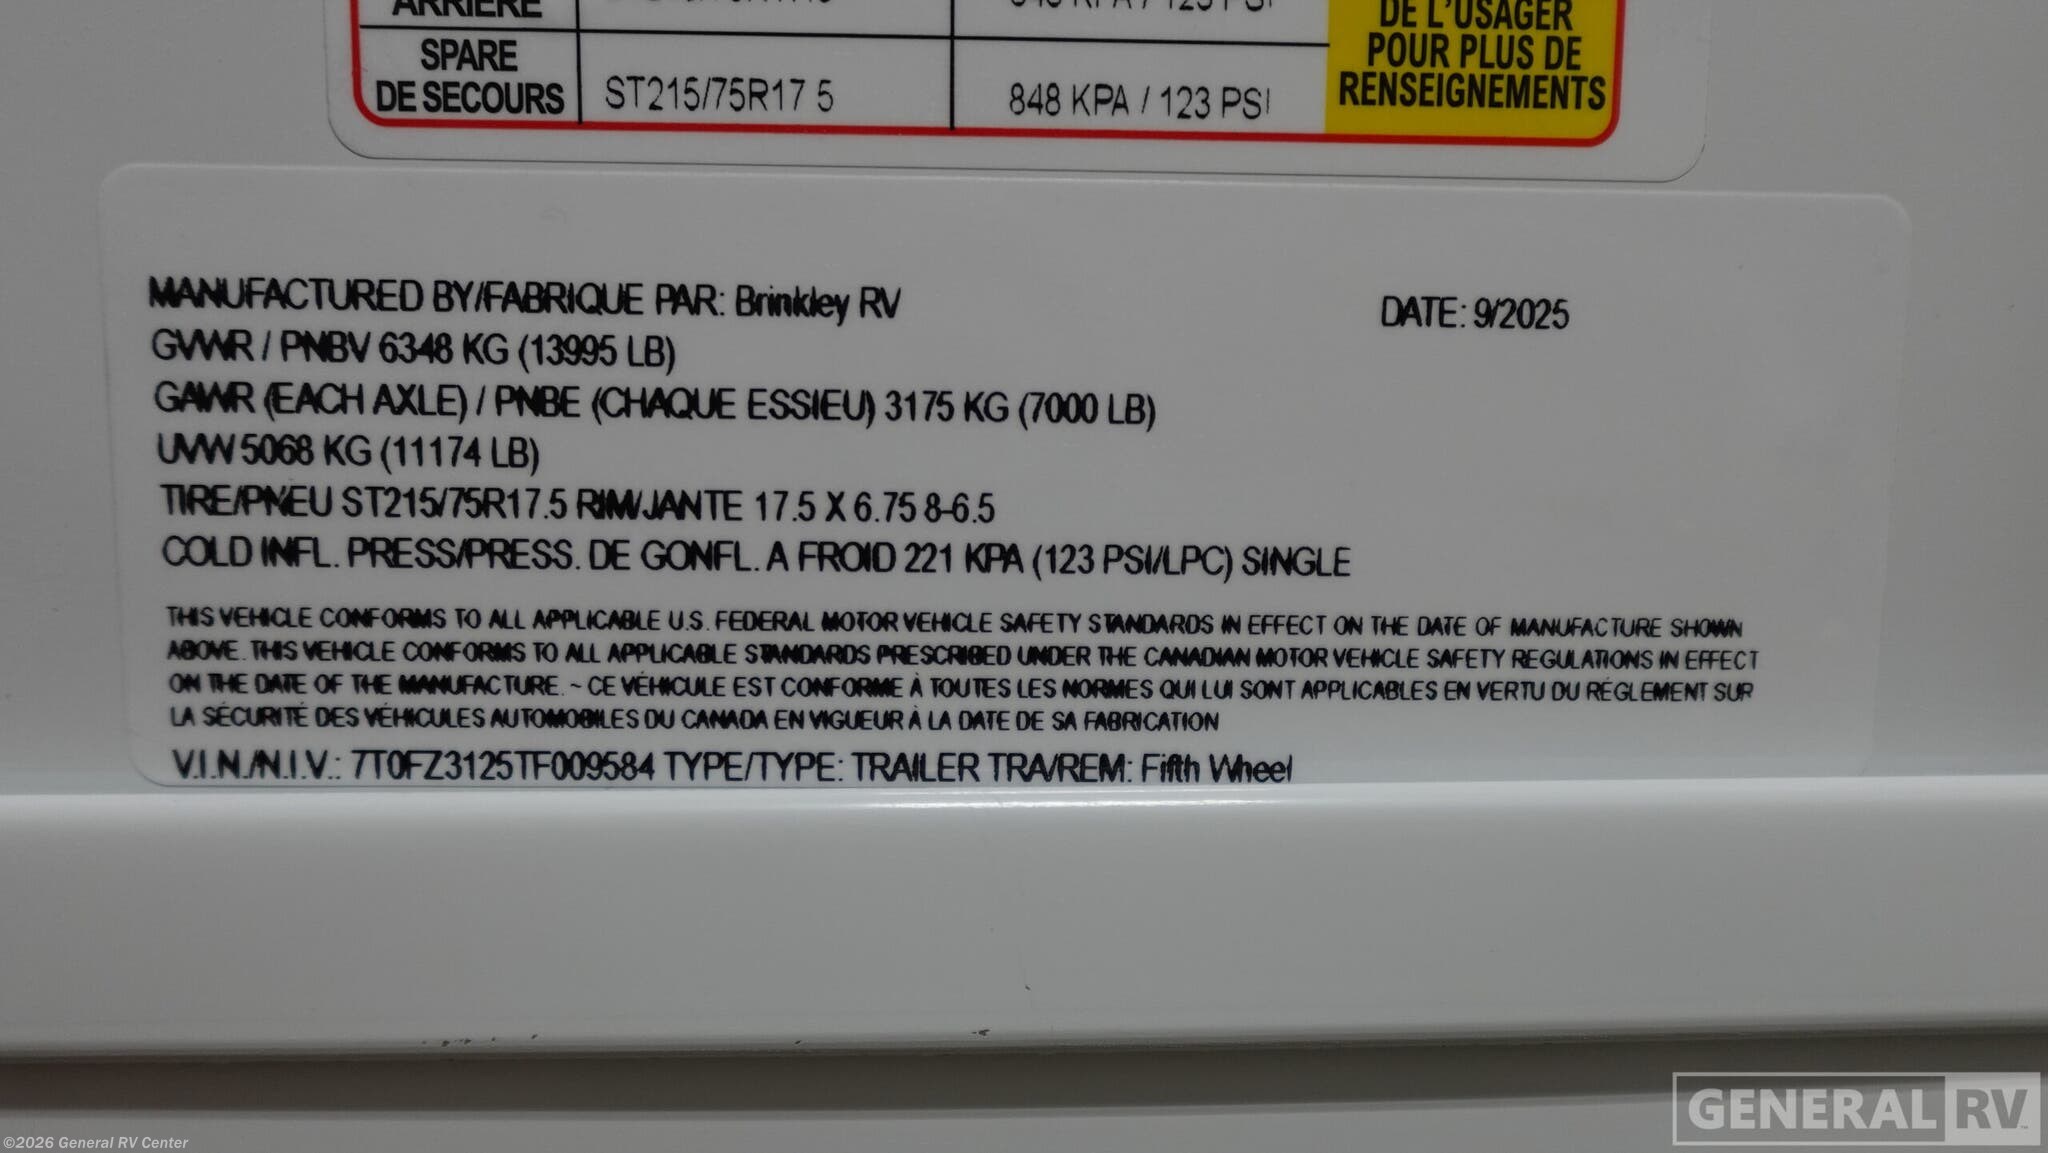 ARRIÈRE
848 KPA / 123 PSI
DE L'USAGER
POUR PLUS DE
RENSEIGNEMENTS
SPARE
DE SECOURS
ST215/75R17 5
848 KPA / 123 PSI
MANUFACTURED BY/FABRIQUE PAR: Brinkley RV
DATE: 9/2025
GVWR / PNBV 6348 KG (13995 LB)
GAWR (EACH AXLE) / PNBE (CHAQUE ESSIEU) 3175 KG (7000 LB)
UVW 5068 KG (11174 LB)
TIRE/PNEU ST215/75R17.5 RIM/JANTE 17.5 X 6.75 8-6.5
COLD INFL. PRESS/PRESS. DE GONFL. A FROID 221 KPA (123 PSI/LPC) SINGLE
THIS VEHICLE CONFORMS TO ALL APPLICABLE U.S. FEDERAL MOTOR VEHICLE SAFETY STANDARDS IN EFFECT ON THE DATE OF MANUFACTURE SHOWN
ABOVE. THIS VEHICLE CONFORMS TO ALL APPLICABLE STANDARDS PRESCRIBED UNDER THE CANADIAN MOTOR VEHICLE SAFETY REGULATIONS IN EFFECT
ON THE DATE OF THE MANUFACTURE. ~ CE VÉHICULE EST CONFORME À TOUTES LES NORMES QUI LUI SONT APPLICABLES EN VERTU DU RÉGLEMENT SUR
LA SÉCURITÉ DES VÉHICULES AUTOMOBILES DU CANADA EN VIGUEUR À LA DATE DE SA FABRICATION
V.I.N./N.I.V.: 7T0FZ3125TF009584 TYPE/TYPE: TRAILER TRA/REM: Fifth Wheel
GENERAL RV
©2026 General RV Center